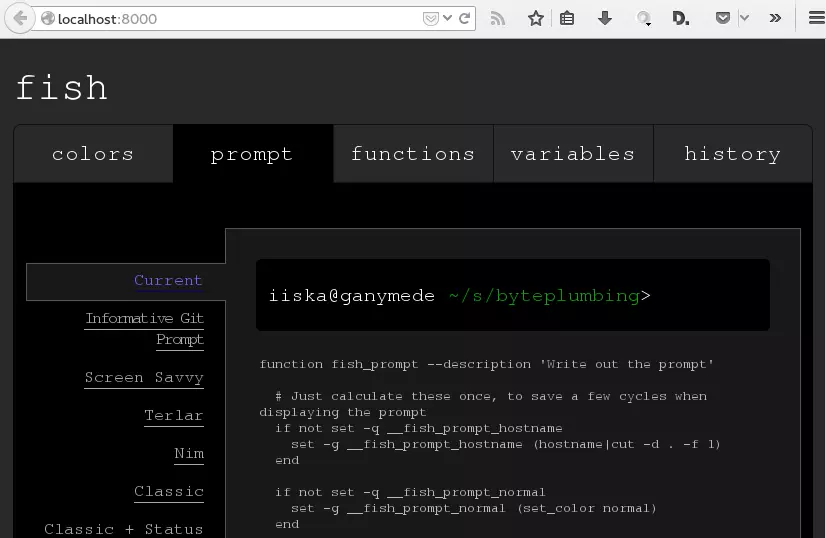 localhost:8000
D.
fish
colors prompt functions variables history
Current
Informative Git
Prompt
Screen Savvy
Terlar
Nim
Classic
Classic + Status
iiska@ganymede ~/s/byteplumbing>
function fish_prompt --description 'Write out the prompt'
# Just calculate these once, to save a few cycles when
displaying the prompt
if not set -q __fish_prompt_hostname
set -g __fish_prompt_hostname (hostname|cut -d . -f 1)
end
if not set -q __fish_prompt_normal
set -g __fish_prompt_normal (set_color normal)
end